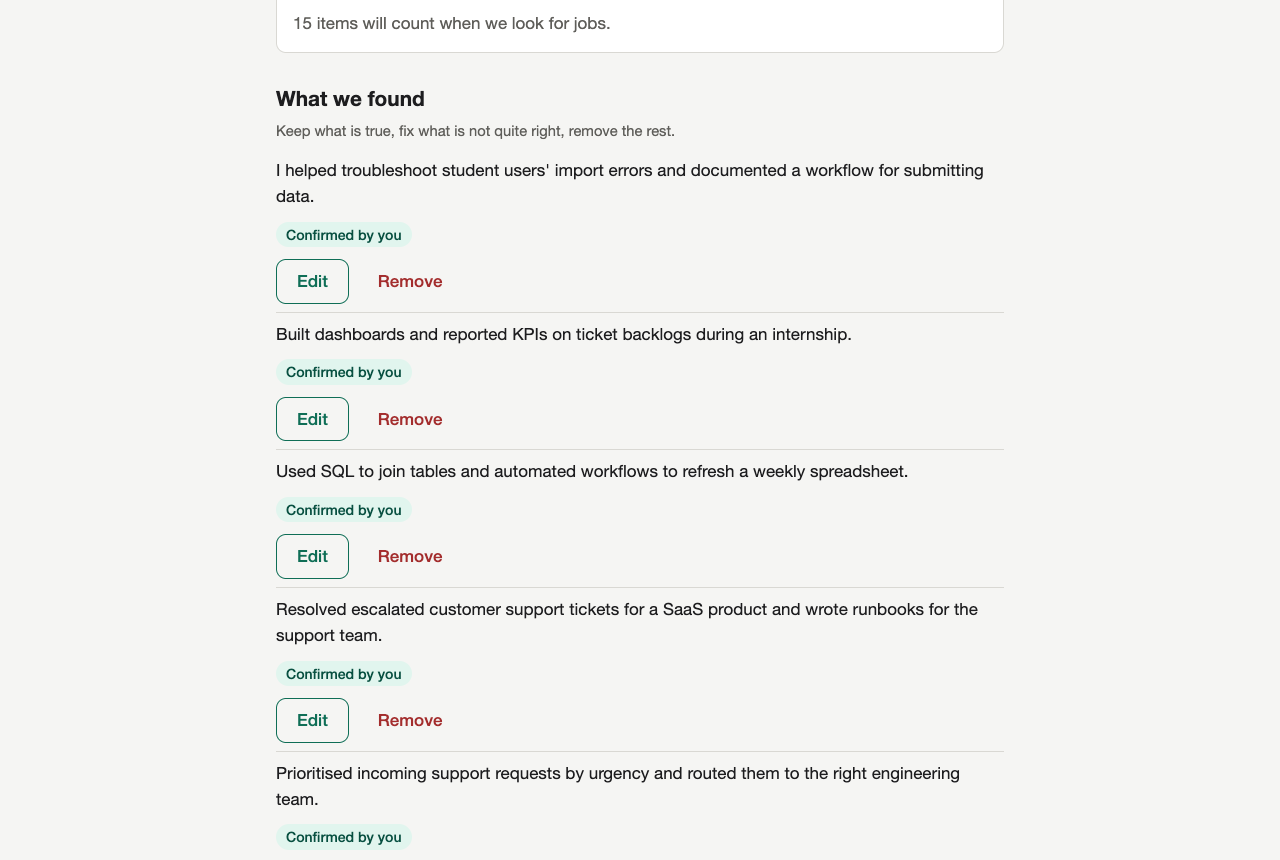 15 items will count when we look for jobs.
What we found
Keep what is true, fix what is not quite right, remove the rest.
I helped troubleshoot student users' import errors and documented a workflow for submitting
data.
Confirmed by you
Edit Remove
Built dashboards and reported KPIs on ticket backlogs during an internship.
Confirmed by you
Edit Remove
Used SQL to join tables and automated workflows to refresh a weekly spreadsheet.
Confirmed by you
Edit Remove
Resolved escalated customer support tickets for a SaaS product and wrote runbooks for the
support team.
Confirmed by you
Edit Remove
Prioritised incoming support requests by urgency and routed them to the right engineering
team.
Confirmed by you